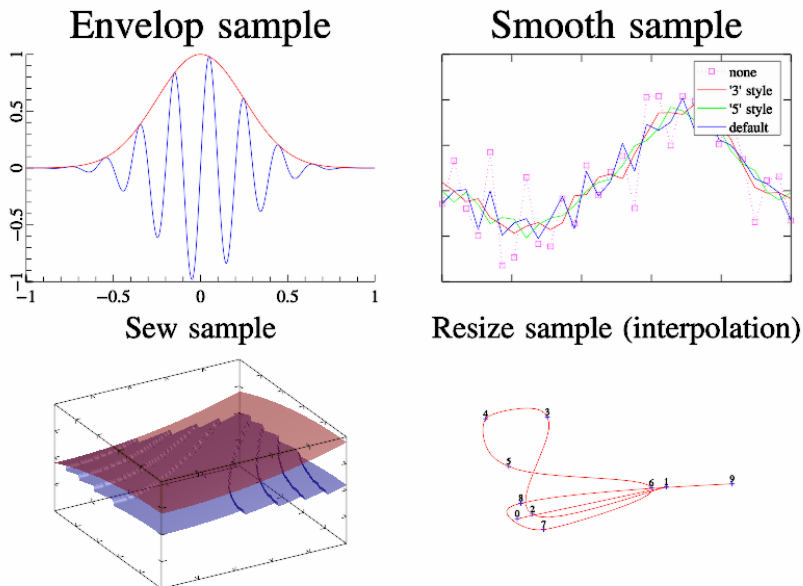 Envelop sample
1
0.5
0
−0.5
−1
−1
−0.5
0
0.5
1
Smooth sample
none
'3' style
'5' style
default
Sew sample
Resize sample (interpolation)
4
3
5
6
1
9
8
0
2
7